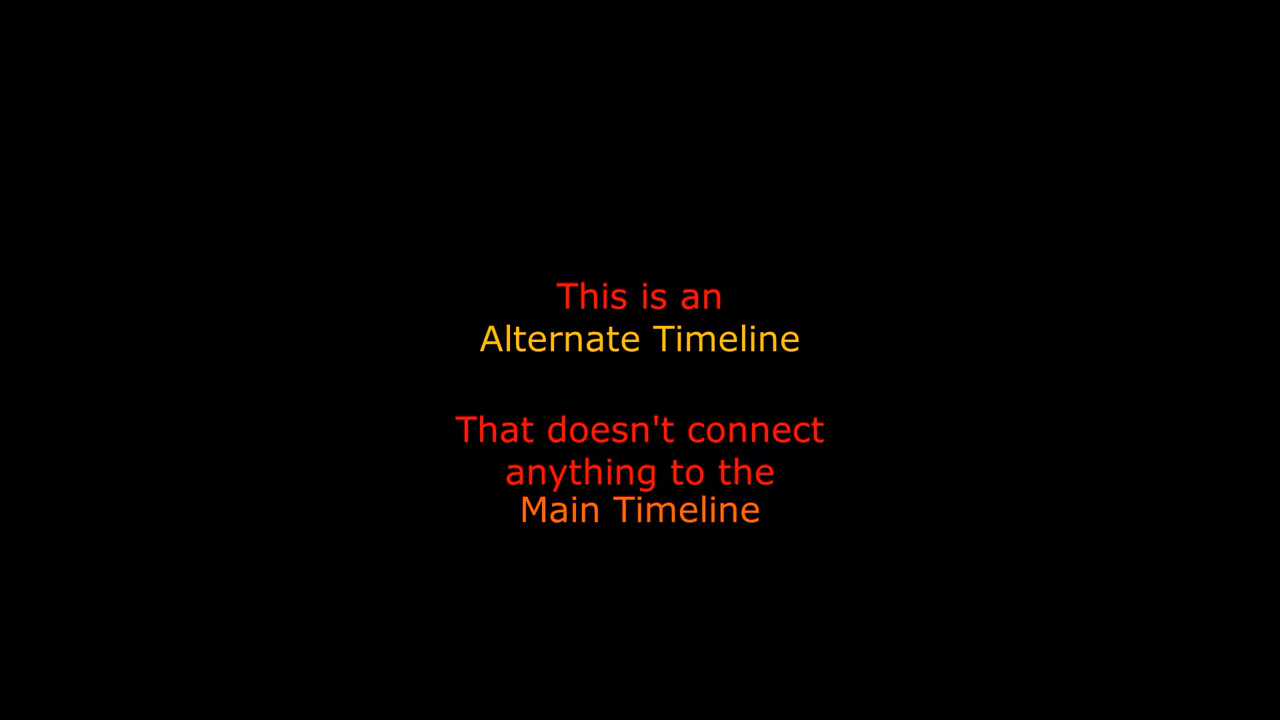 This is an
Alternate Timeline
That doesn't connect
anything to the
Main Timeline